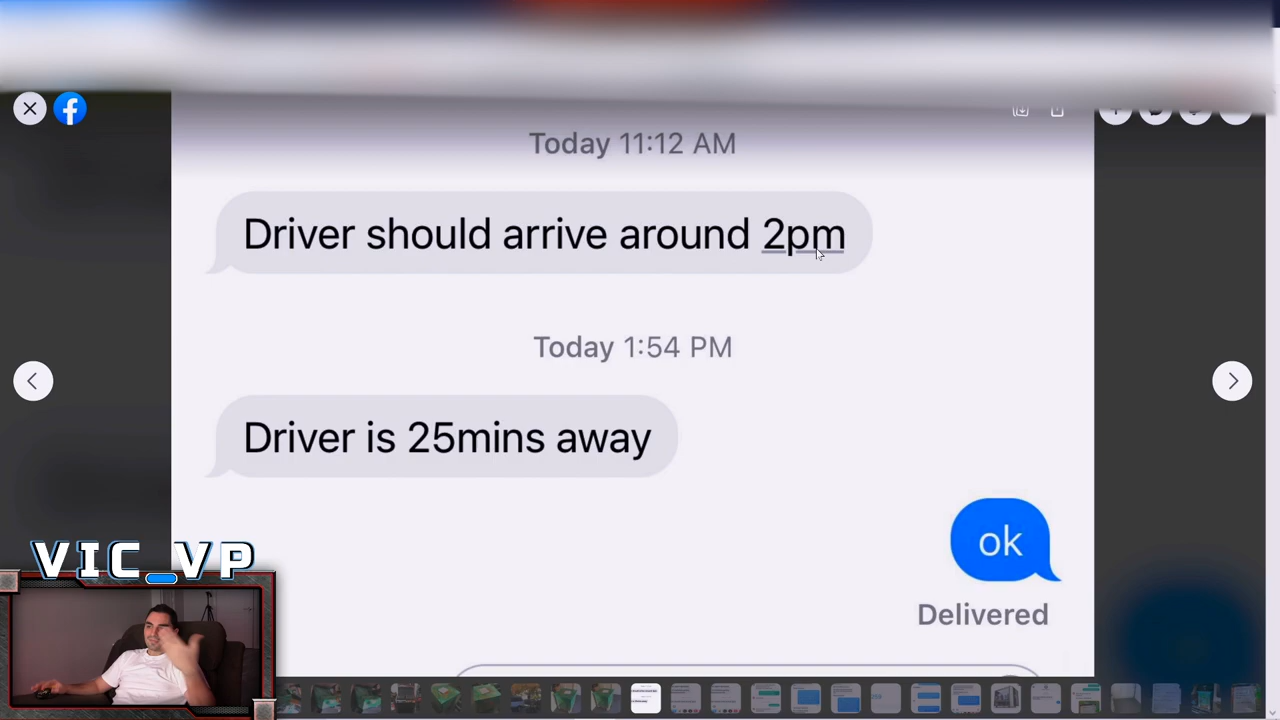 Today 11:12 AM
Driver should arrive around 2pm
Today 1:54 PM
Driver is 25mins away
ok
Delivered
VIC_VP